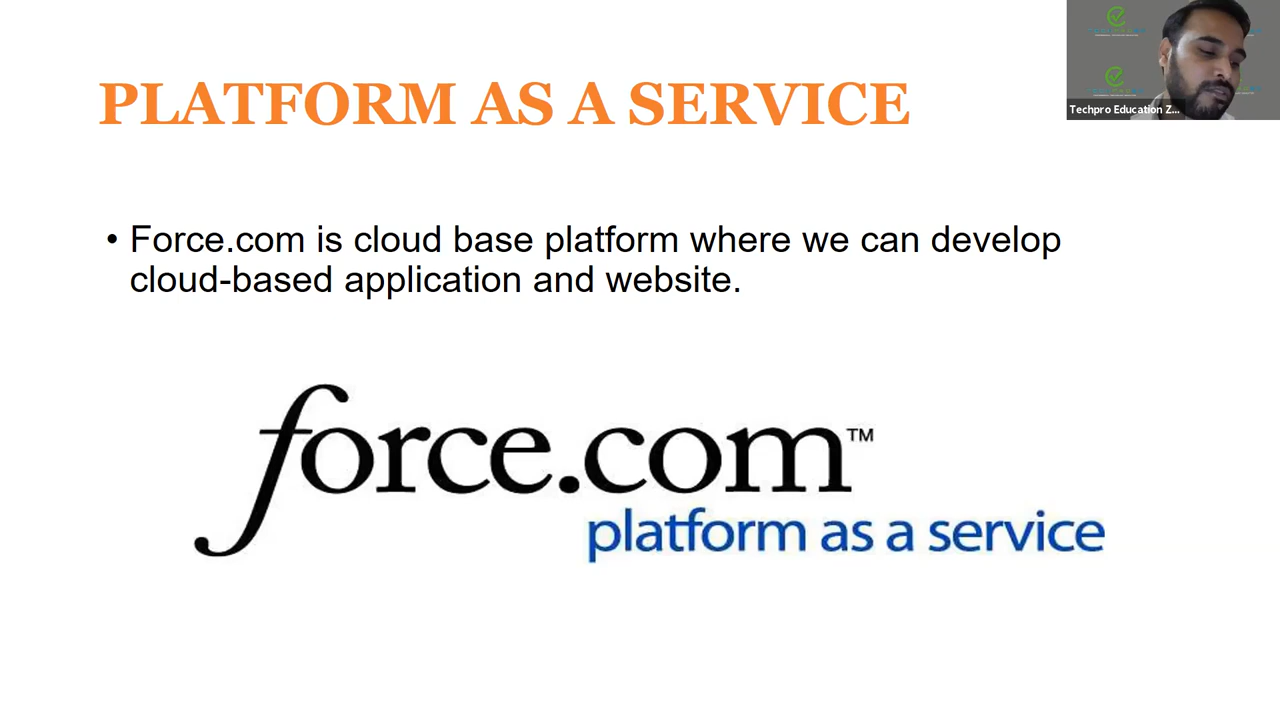 PLATFORM AS A SERVICE
Techpro Education Z...
• Force.com is cloud base platform where we can develop
cloud-based application and website.
force.com™
platform as a service